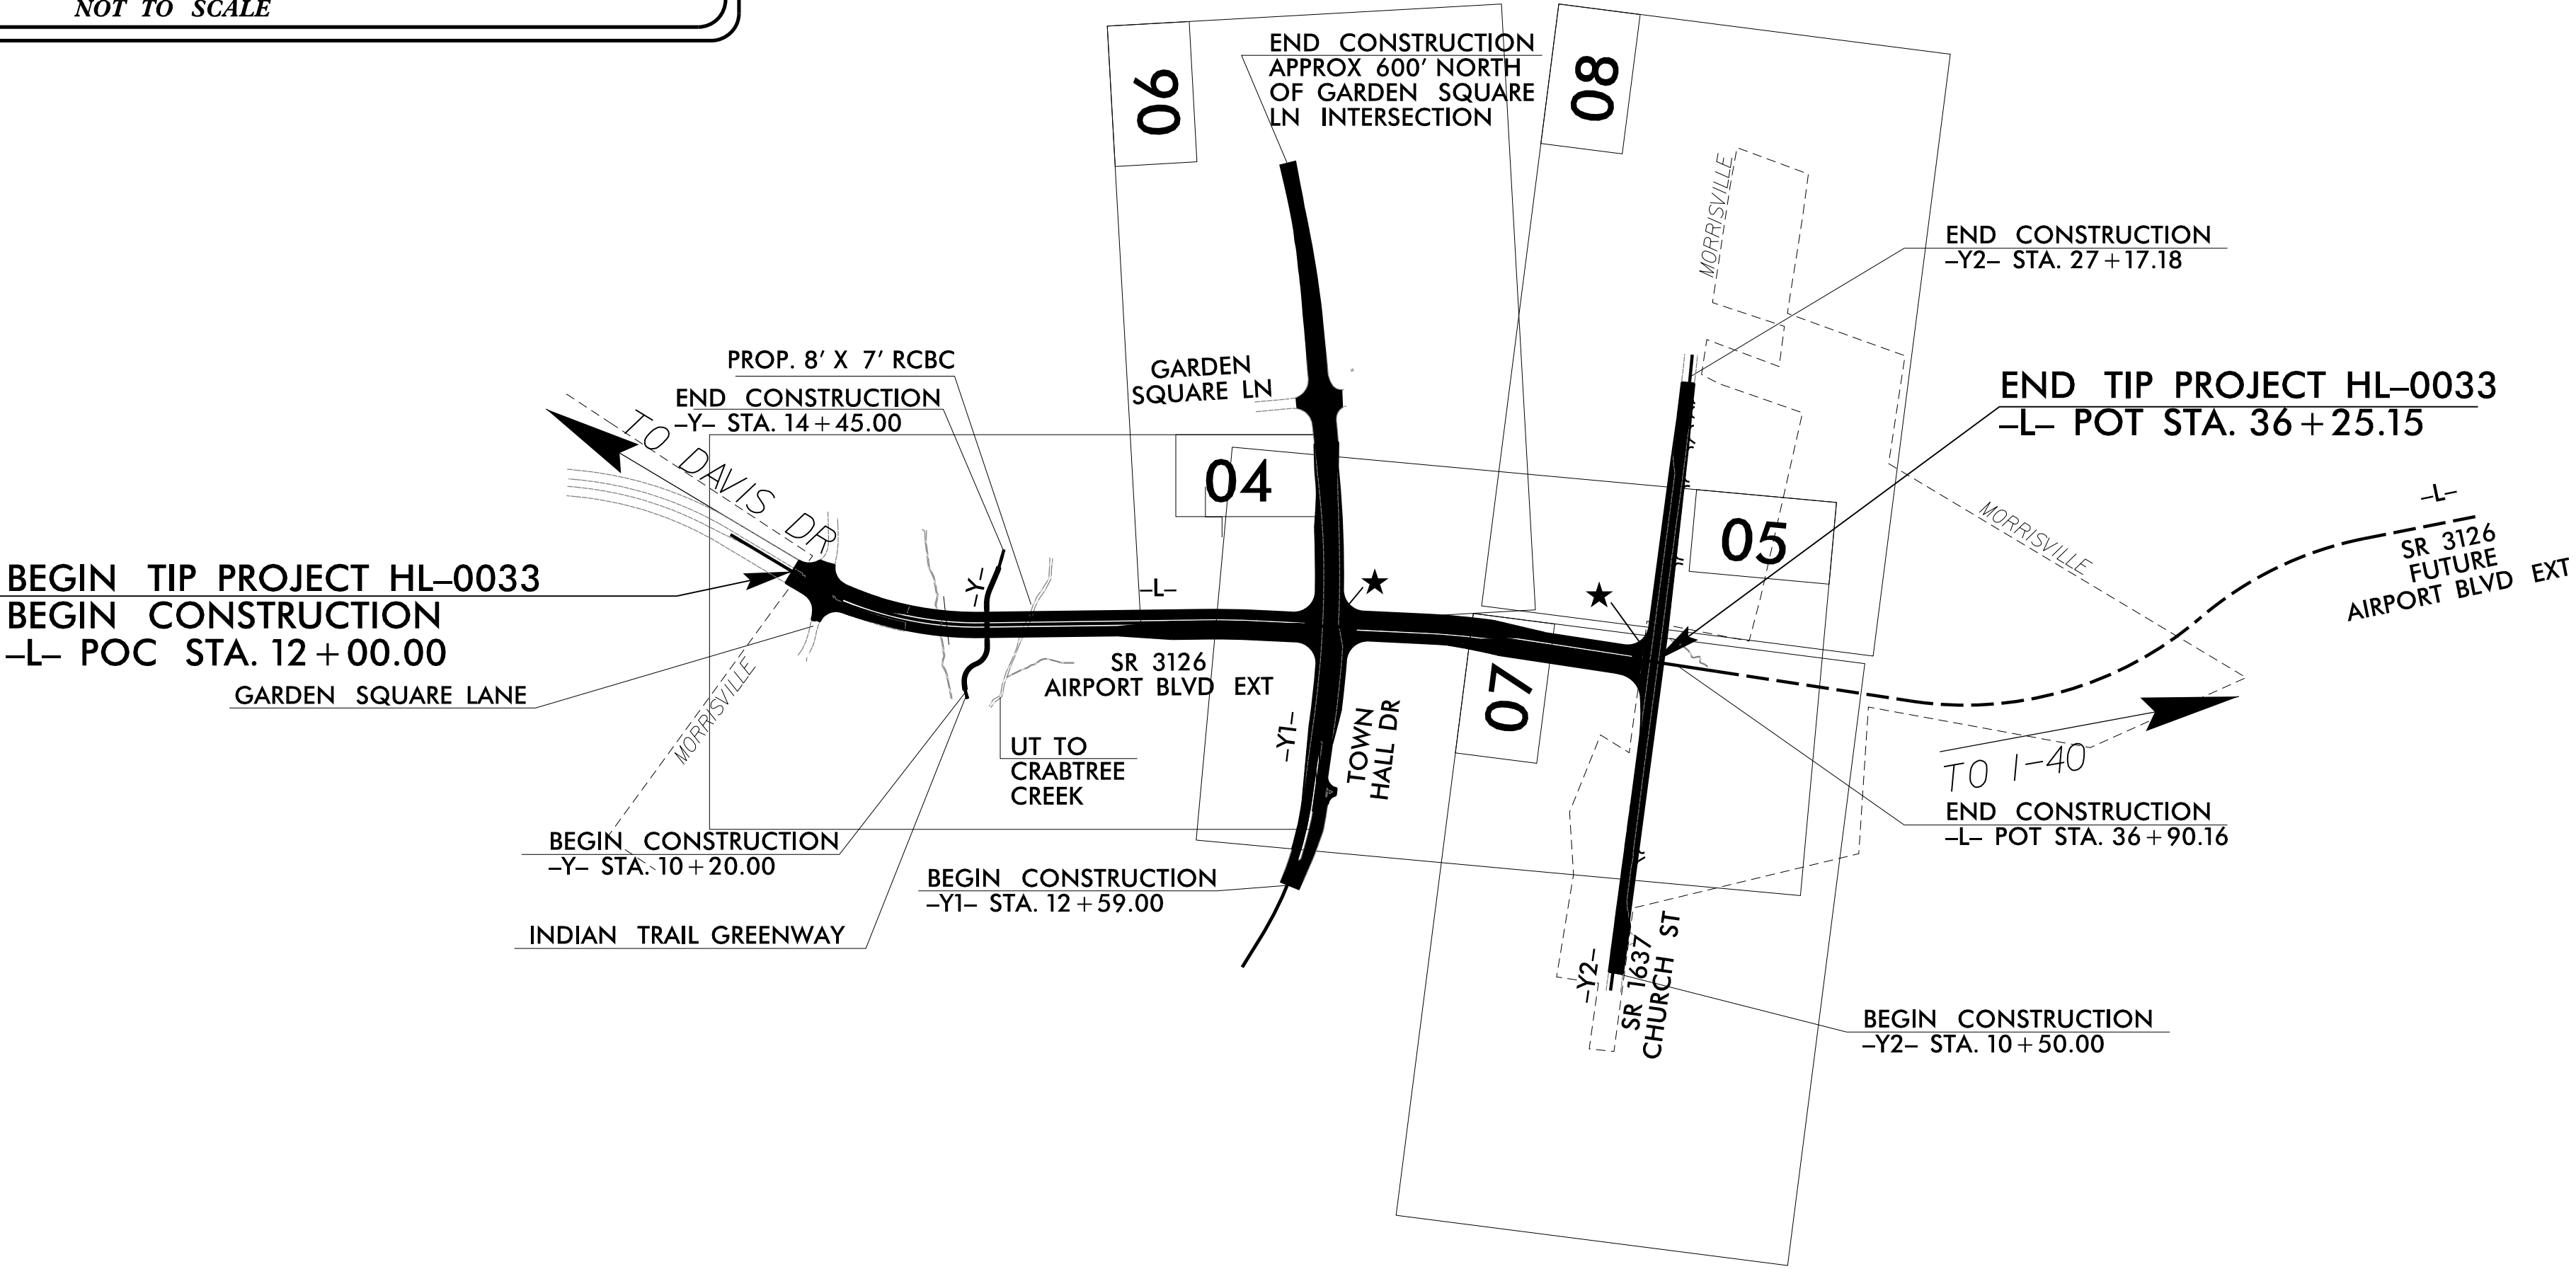 NOT TO SCALE
06
END CONSTRUCTION
APPROX 600' NORTH
OF GARDEN SQUARE
LN INTERSECTION
08
MORRISVILLE
END CONSTRUCTION
-Y2- STA. 27+17.18
PROP. 8' X 7' RCBC
END CONSTRUCTION
-Y- STA. 14+45.00
GARDEN
SQUARE LN
END TIP PROJECT HL-0033
-L- POT STA. 36+25.15
TO DAVIS DR
04
05
MORRISVILLE
-L-
SR 3126
FUTURE
AIRPORT BLVD EXT
BEGIN TIP PROJECT HL-0033
BEGIN CONSTRUCTION
-L- POC STA. 12+00.00
GARDEN SQUARE LANE
-Y-
-L-
SR 3126
AIRPORT BLVD EXT
MORRISVILLE
07
-Y1-
TOWN
HALL DR
UT TO
CRABTREE
CREEK
TO I-40
END CONSTRUCTION
-L- POT STA. 36+90.16
BEGIN CONSTRUCTION
-Y- STA. 10+20.00
BEGIN CONSTRUCTION
-Y1- STA. 12+59.00
INDIAN TRAIL GREENWAY
-Y2-
SR 1637
CHURCH ST
BEGIN CONSTRUCTION
-Y2- STA. 10+50.00